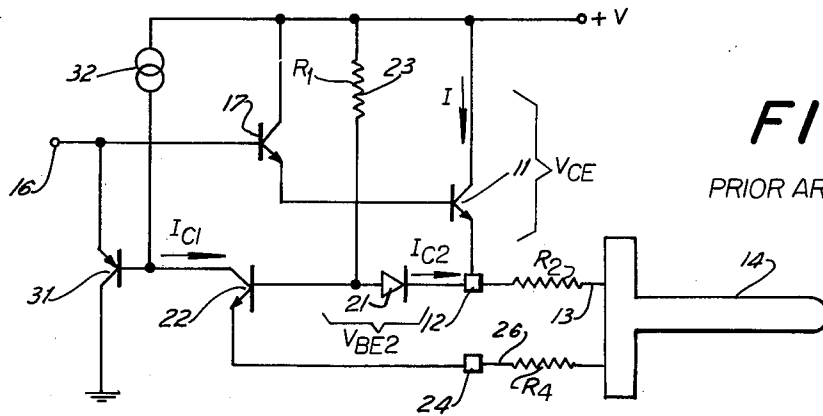 + V
32
R1
23
17
I
FI
11
VCE
PRIOR AR
16
IC1
IC2
R2
14
31
22
21
12
13
VBE2
26
24
R4